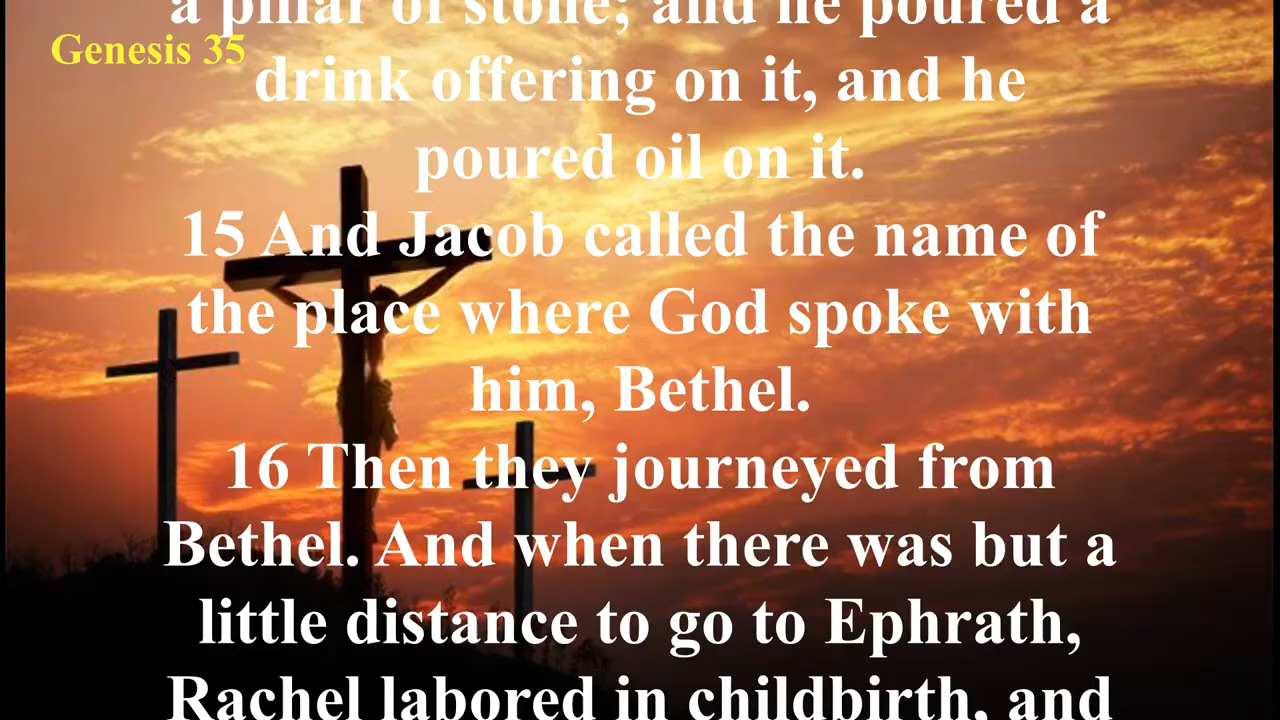 a pillar of stone; and he poured a
Genesis 35
drink offering on it, and he
poured oil on it.
15 And Jacob called the name of
the place where God spoke with
him, Bethel.
16 Then they journeyed from
Bethel. And when there was but a
little distance to go to Ephrath,
Rachel labored in childbirth, and